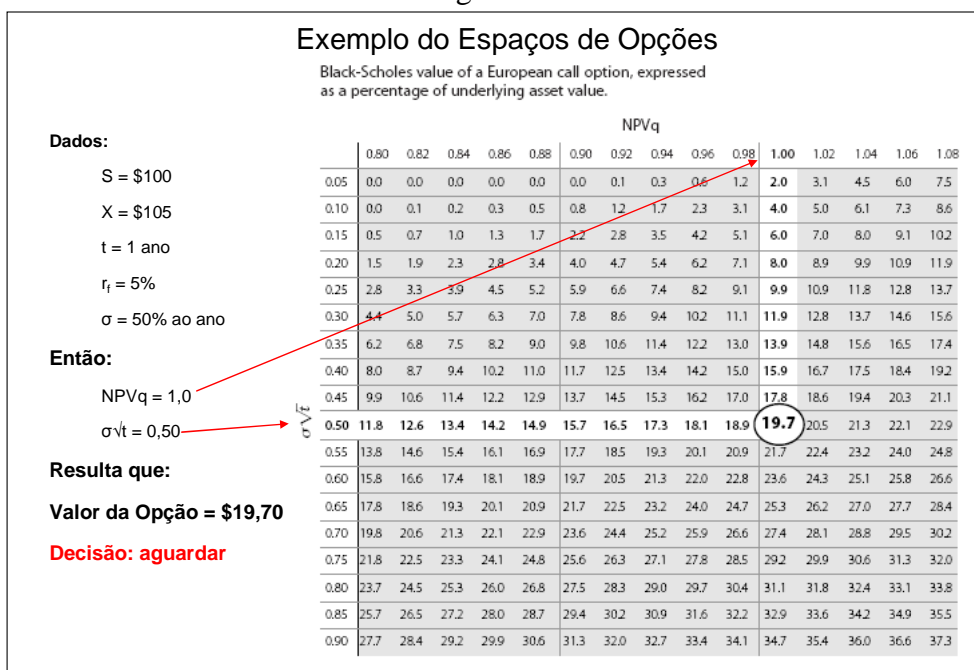 Exemplo do Espaços de Opções
Black-Scholes value of a European call option, expressed
as a percentage of underlying asset value.
Dados:
S = $100
X = $105
t = 1 ano
rf = 5%
σ = 50% ao ano
Então:
NPVq = 1,0
σ√t = 0,50
Resulta que:
Valor da Opção = $19,70
Decisão: aguardar
NPVq
0.80 0.82 0.84 0.86 0.88 0.90 0.92 0.94 0.96 0.98 1.00 1.02 1.04 1.06 1.08
σ√t
0.05 0.0 0.0 0.0 0.0 0.0 0.0 0.1 0.3 0.6 1.2 2.0 3.1 4.5 6.0 7.5
0.10 0.0 0.1 0.2 0.3 0.5 0.8 1.2 1.7 2.3 3.1 4.0 5.0 6.1 7.3 8.6
0.15 0.5 0.7 1.0 1.3 1.7 2.2 2.8 3.5 4.2 5.1 6.0 7.0 8.0 9.1 10.2
0.20 1.5 1.9 2.3 2.8 3.4 4.0 4.7 5.4 6.2 7.1 8.0 8.9 9.9 10.9 11.9
0.25 2.8 3.3 3.9 4.5 5.2 5.9 6.6 7.4 8.2 9.1 9.9 10.9 11.8 12.8 13.7
0.30 4.4 5.0 5.7 6.3 7.0 7.8 8.6 9.4 10.2 11.1 11.9 12.8 13.7 14.6 15.6
0.35 6.2 6.8 7.5 8.2 9.0 9.8 10.6 11.4 12.2 13.0 13.9 14.8 15.6 16.5 17.4
0.40 8.0 8.7 9.4 10.2 11.0 11.7 12.5 13.4 14.2 15.0 15.9 16.7 17.5 18.4 19.2
0.45 9.9 10.6 11.4 12.2 12.9 13.7 14.5 15.3 16.2 17.0 17.8 18.6 19.4 20.3 21.1
0.50 11.8 12.6 13.4 14.2 14.9 15.7 16.5 17.3 18.1 18.9 19.7 20.5 21.3 22.1 22.9
0.55 13.8 14.6 15.4 16.1 16.9 17.7 18.5 19.3 20.1 20.9 21.7 22.4 23.2 24.0 24.8
0.60 15.8 16.6 17.4 18.1 18.9 19.7 20.5 21.3 22.0 22.8 23.6 24.3 25.1 25.8 26.6
0.65 17.8 18.6 19.3 20.1 20.9 21.7 22.5 23.2 24.0 24.7 25.3 26.2 27.0 27.7 28.4
0.70 19.8 20.6 21.3 22.1 22.9 23.6 24.4 25.2 25.9 26.6 27.4 28.1 28.8 29.5 30.2
0.75 21.8 22.5 23.3 24.1 24.8 25.6 26.3 27.1 27.8 28.5 29.2 29.9 30.6 31.3 32.0
0.80 23.7 24.5 25.3 26.0 26.8 27.5 28.3 29.0 29.7 30.4 31.1 31.8 32.4 33.1 33.8
0.85 25.7 26.5 27.2 28.0 28.7 29.4 30.2 30.9 31.6 32.2 32.9 33.6 34.2 34.9 35.5
0.90 27.7 28.4 29.2 29.9 30.6 31.3 32.0 32.7 33.4 34.1 34.7 35.4 36.0 36.6 37.3